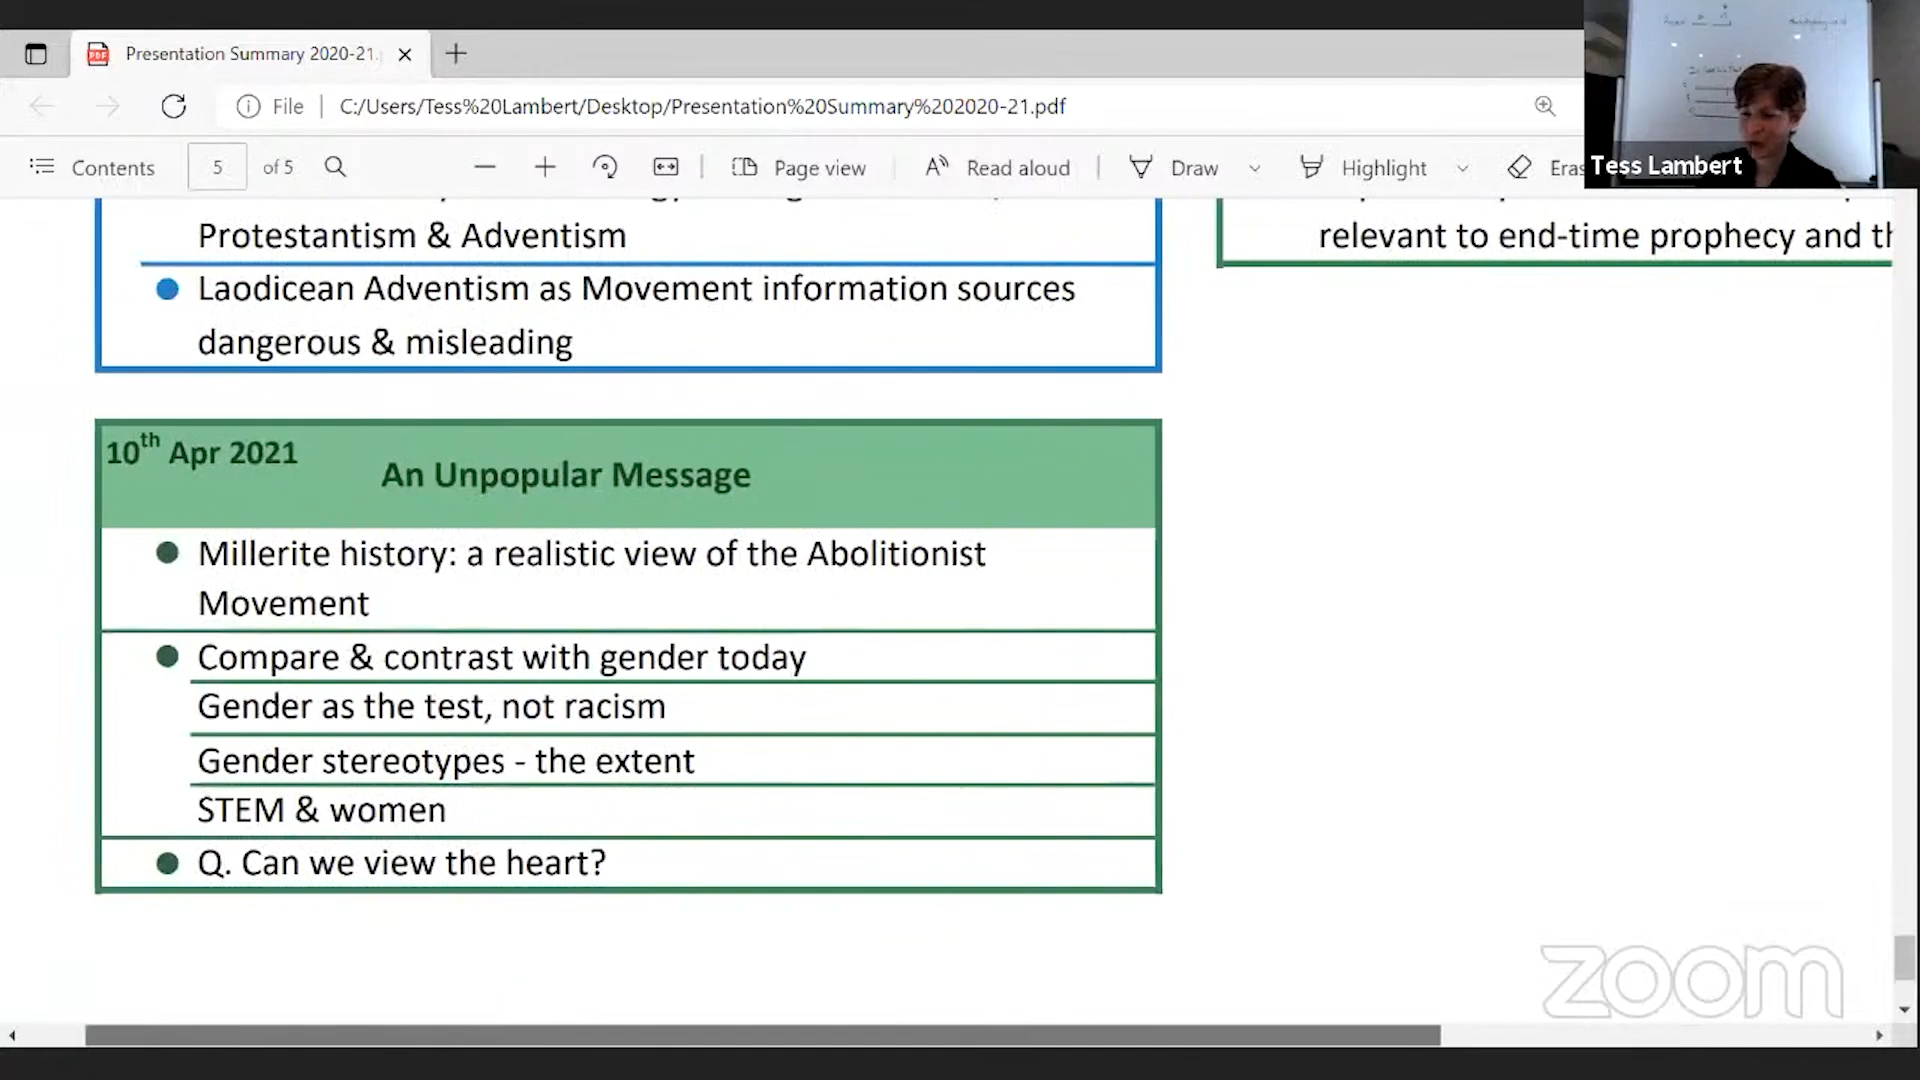 Presentation Summary 2020-21.
File
C:/Users/Tess%20Lambert/Desktop/Presentation%20Summary%202020-21.pdf
Contents
5
of 5
Page view
Read aloud
Draw
Highlight
Eras
Tess Lambert
Protestantism & Adventism
relevant to end-time prophecy and th
Laodicean Adventism as Movement information sources
dangerous & misleading
10th Apr 2021
An Unpopular Message
Millerite history: a realistic view of the Abolitionist
Movement
Compare & contrast with gender today
Gender as the test, not racism
Gender stereotypes - the extent
STEM & women
Q. Can we view the heart?
zoom